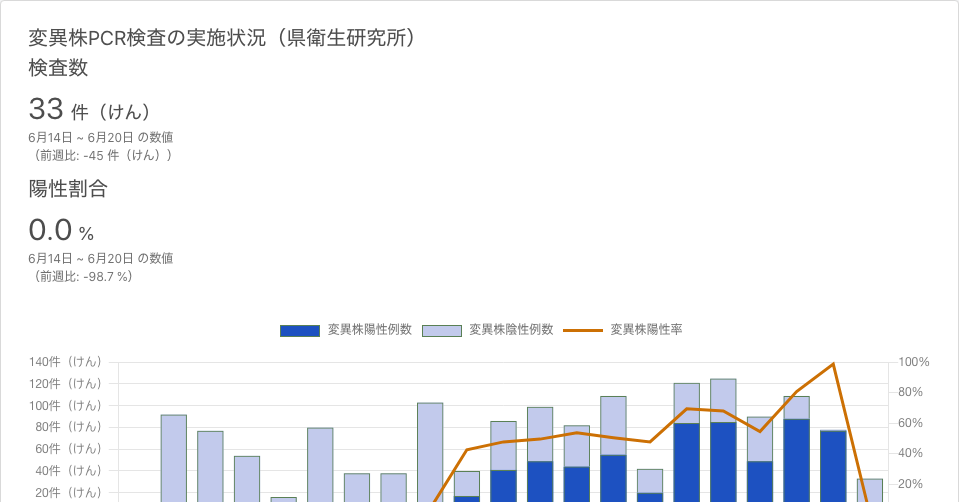 変異株PCR検査の実施状況（県衛生研究所）
検査数
33 件（けん）
6月14日 ~ 6月20日 の数値
（前週比: -45 件（けん））
陽性割合
0.0 %
6月14日 ~ 6月20日 の数値
（前週比: -98.7 %）
変異株陽性例数 変異株陰性例数 変異株陽性率
140件（けん） 100%
120件（けん）
80%
100件（けん）
80件（けん） 60%
60件（けん）
40%
40件（けん）
20% 
20件（けん）